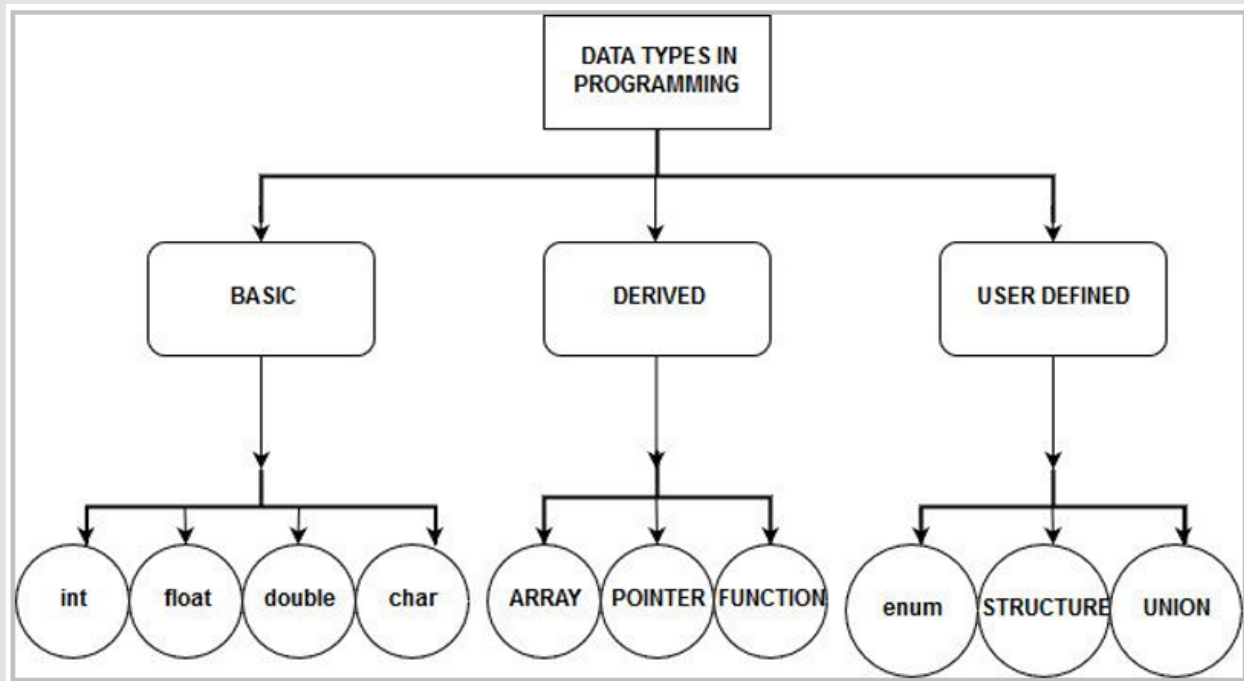 DATA TYPES IN
PROGRAMMING
BASIC
DERIVED
USER DEFINED
int
float
double
char
ARRAY
POINTER
FUNCTION
enum
STRUCTURE
UNION